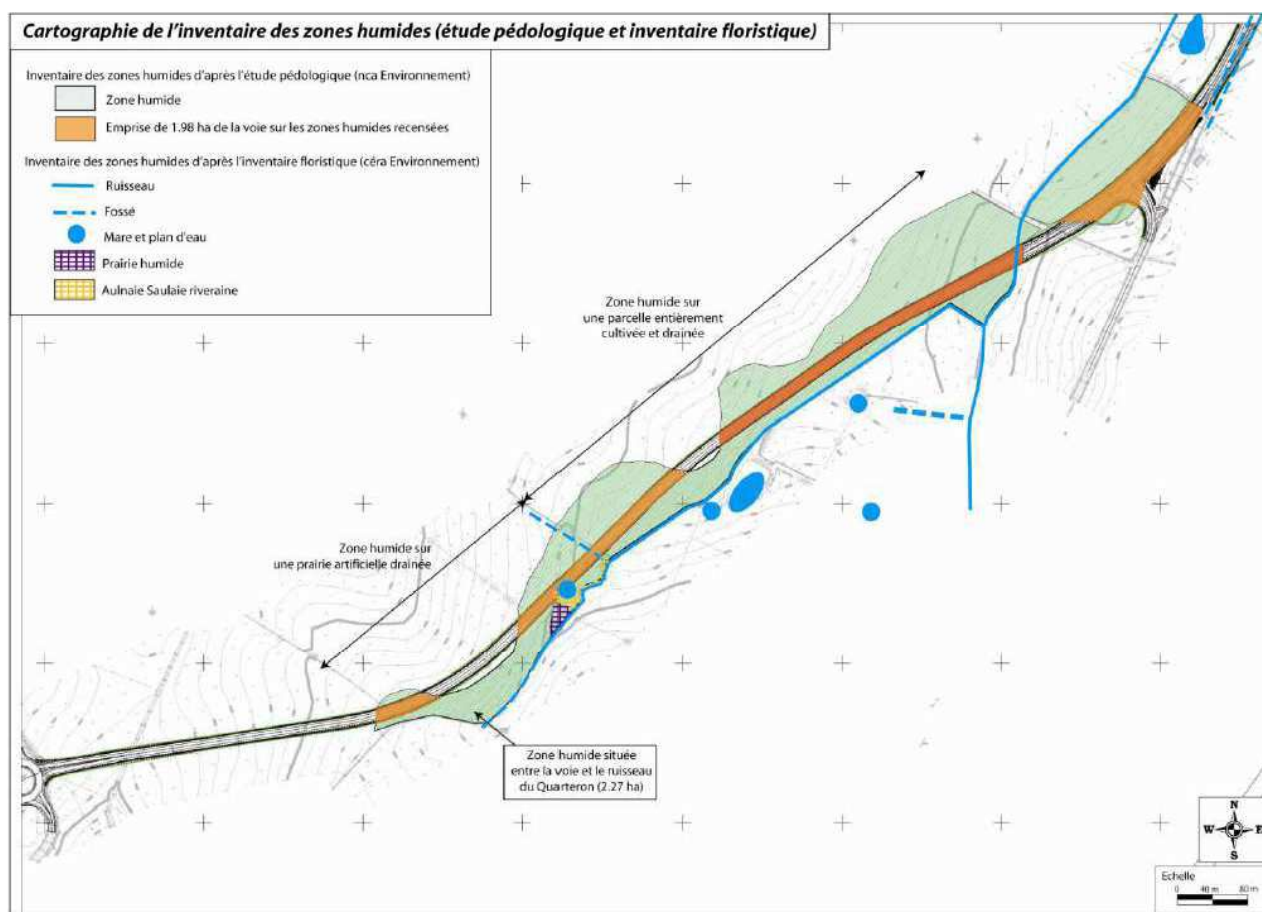 Cartographie de l'inventaire des zones humides (étude pédologique et inventaire floristique)
Inventaire des zones humides d'après l'étude pédologique (nca Environnement)
Zone humide
Emprise de 1.98 ha de la voie sur les zones humides recensées
Inventaire des zones humides d'après l'inventaire floristique (céra Environnement)
Ruisseau
Fossé
Mare et plan d'eau
Prairie humide
Aulnaie Saulaie riveraine
Zone humide sur
une parcelle entièrement
cultivée et drainée
Zone humide sur
une prairie artificielle drainée
Zone humide située
entre la voie et le ruisseau
du Quarteron (2.27 ha)
N
W E
S
Echelle
0 40 m 80 m